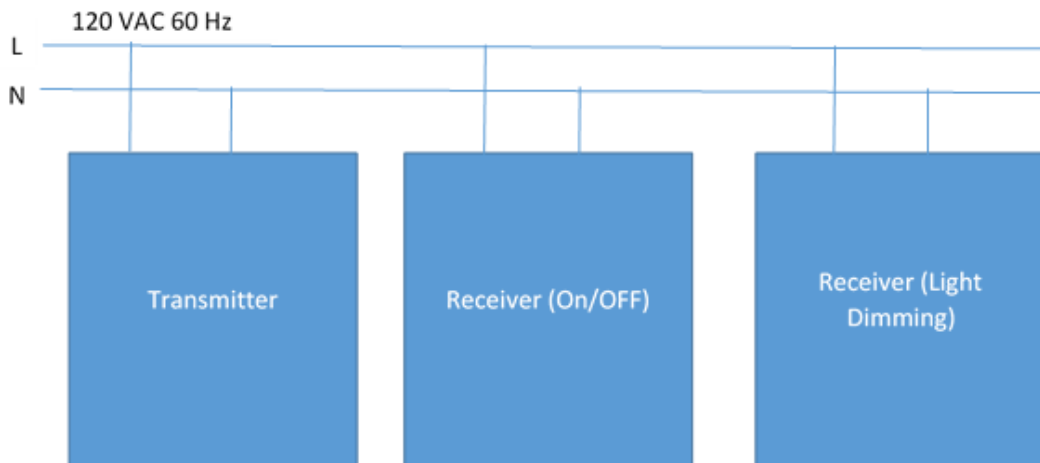 120 VAC 60 Hz
L
N
Transmitter
Receiver (On/OFF)
Receiver (Light
Dimming)